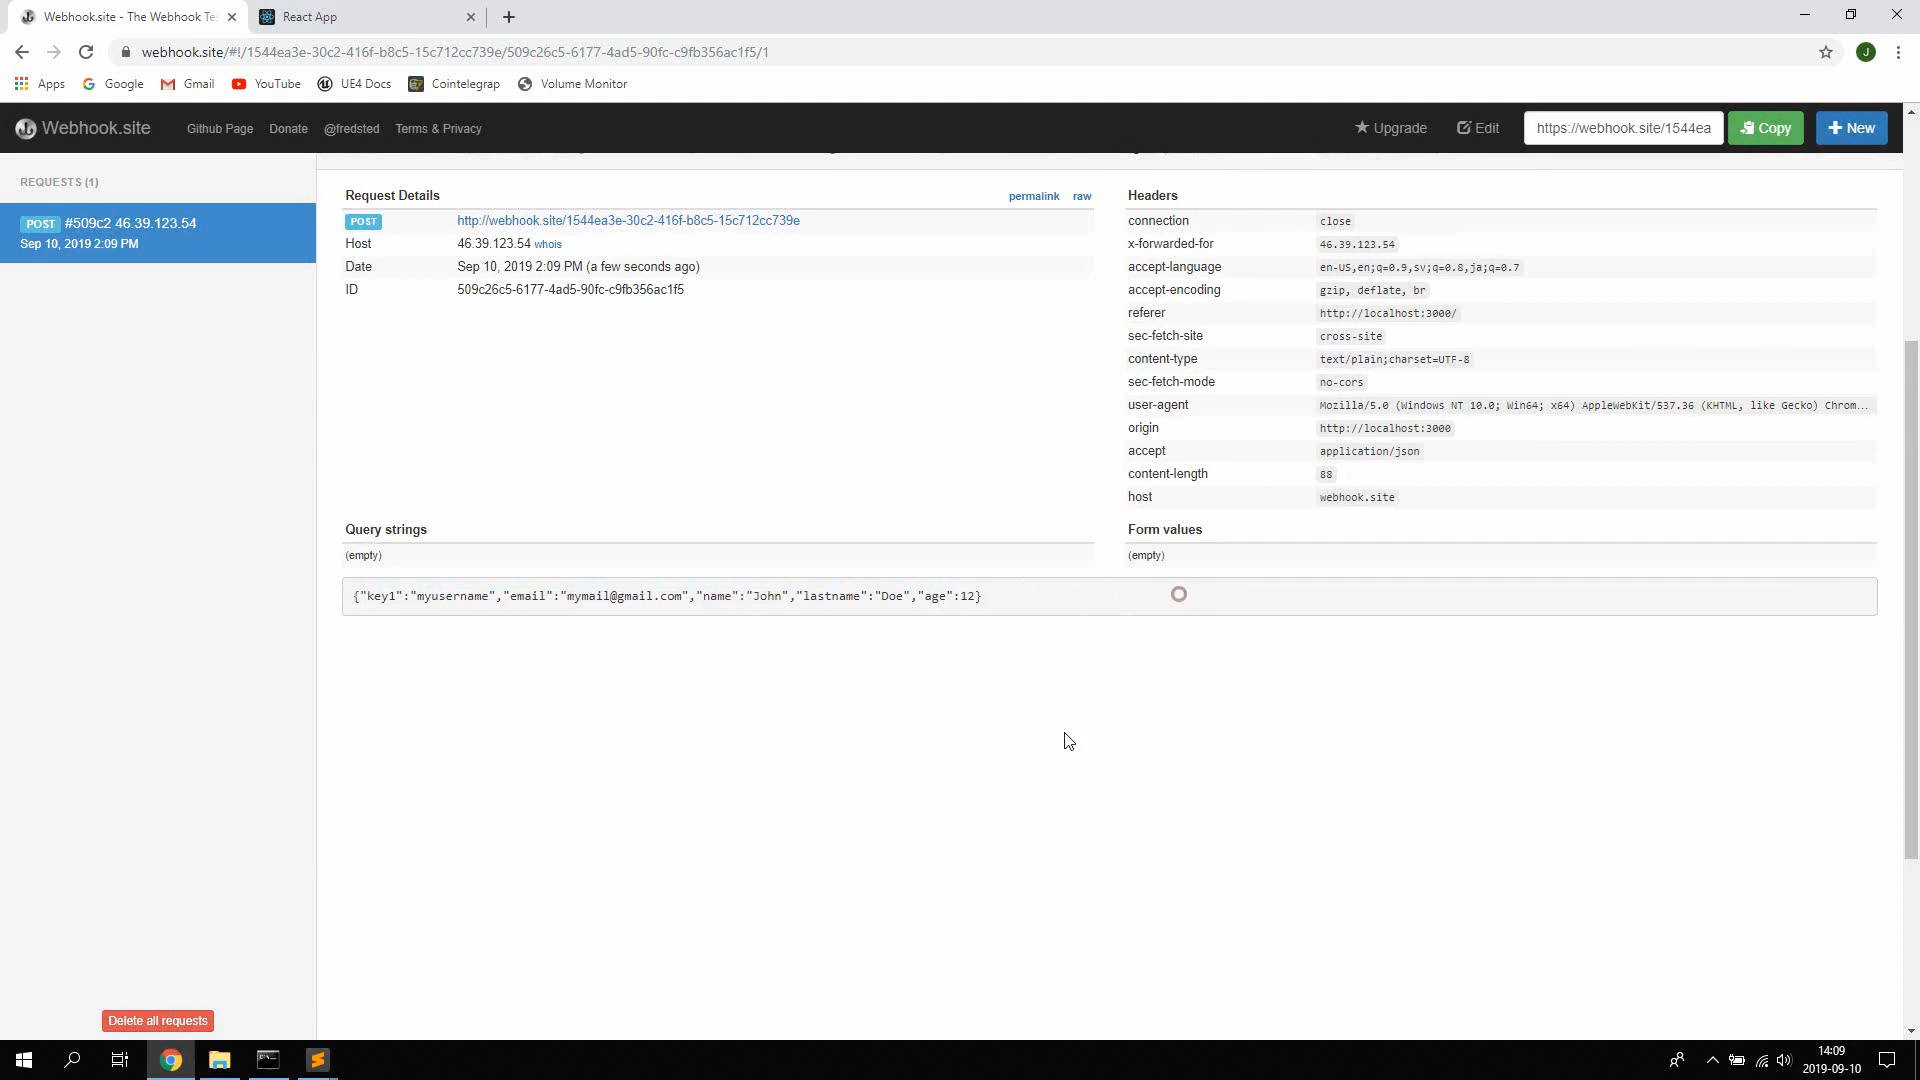 Webhook.site - The Webhook Te
React App
webhook.site/#!/1544ea3e-30c2-416f-b8c5-15c712cc739e/509c26c5-6177-4ad5-90fc-c9fb356ac1f5/1
J
Apps Google Gmail YouTube UE4 Docs Cointelegrap Volume Monitor
Webhook.site Github Page Donate @fredsted Terms & Privacy Upgrade Edit https://webhook.site/1544ea Copy New
REQUESTS (1)
POST #509c2 46.39.123.54
Sep 10, 2019 2:09 PM
Delete all requests
Request Details permalink raw
POST http://webhook.site/1544ea3e-30c2-416f-b8c5-15c712cc739e
Host 46.39.123.54 whois
Date Sep 10, 2019 2:09 PM (a few seconds ago)
ID 509c26c5-6177-4ad5-90fc-c9fb356ac1f5
Headers
connection close
x-forwarded-for 46.39.123.54
accept-language en-US,en;q=0.9,sv;q=0.8,ja;q=0.7
accept-encoding gzip, deflate, br
referer http://localhost:3000/
sec-fetch-site cross-site
content-type text/plain;charset=UTF-8
sec-fetch-mode no-cors
user-agent Mozilla/5.0 (Windows NT 10.0; Win64; x64) AppleWebKit/537.36 (KHTML, like Gecko) Chrom...
origin http://localhost:3000
accept application/json
content-length 88
host webhook.site
Query strings
(empty)
Form values
(empty)
{"key1":"myusername","email":"mymail@gmail.com","name":"John","lastname":"Doe","age":12}
14:09
2019-09-10